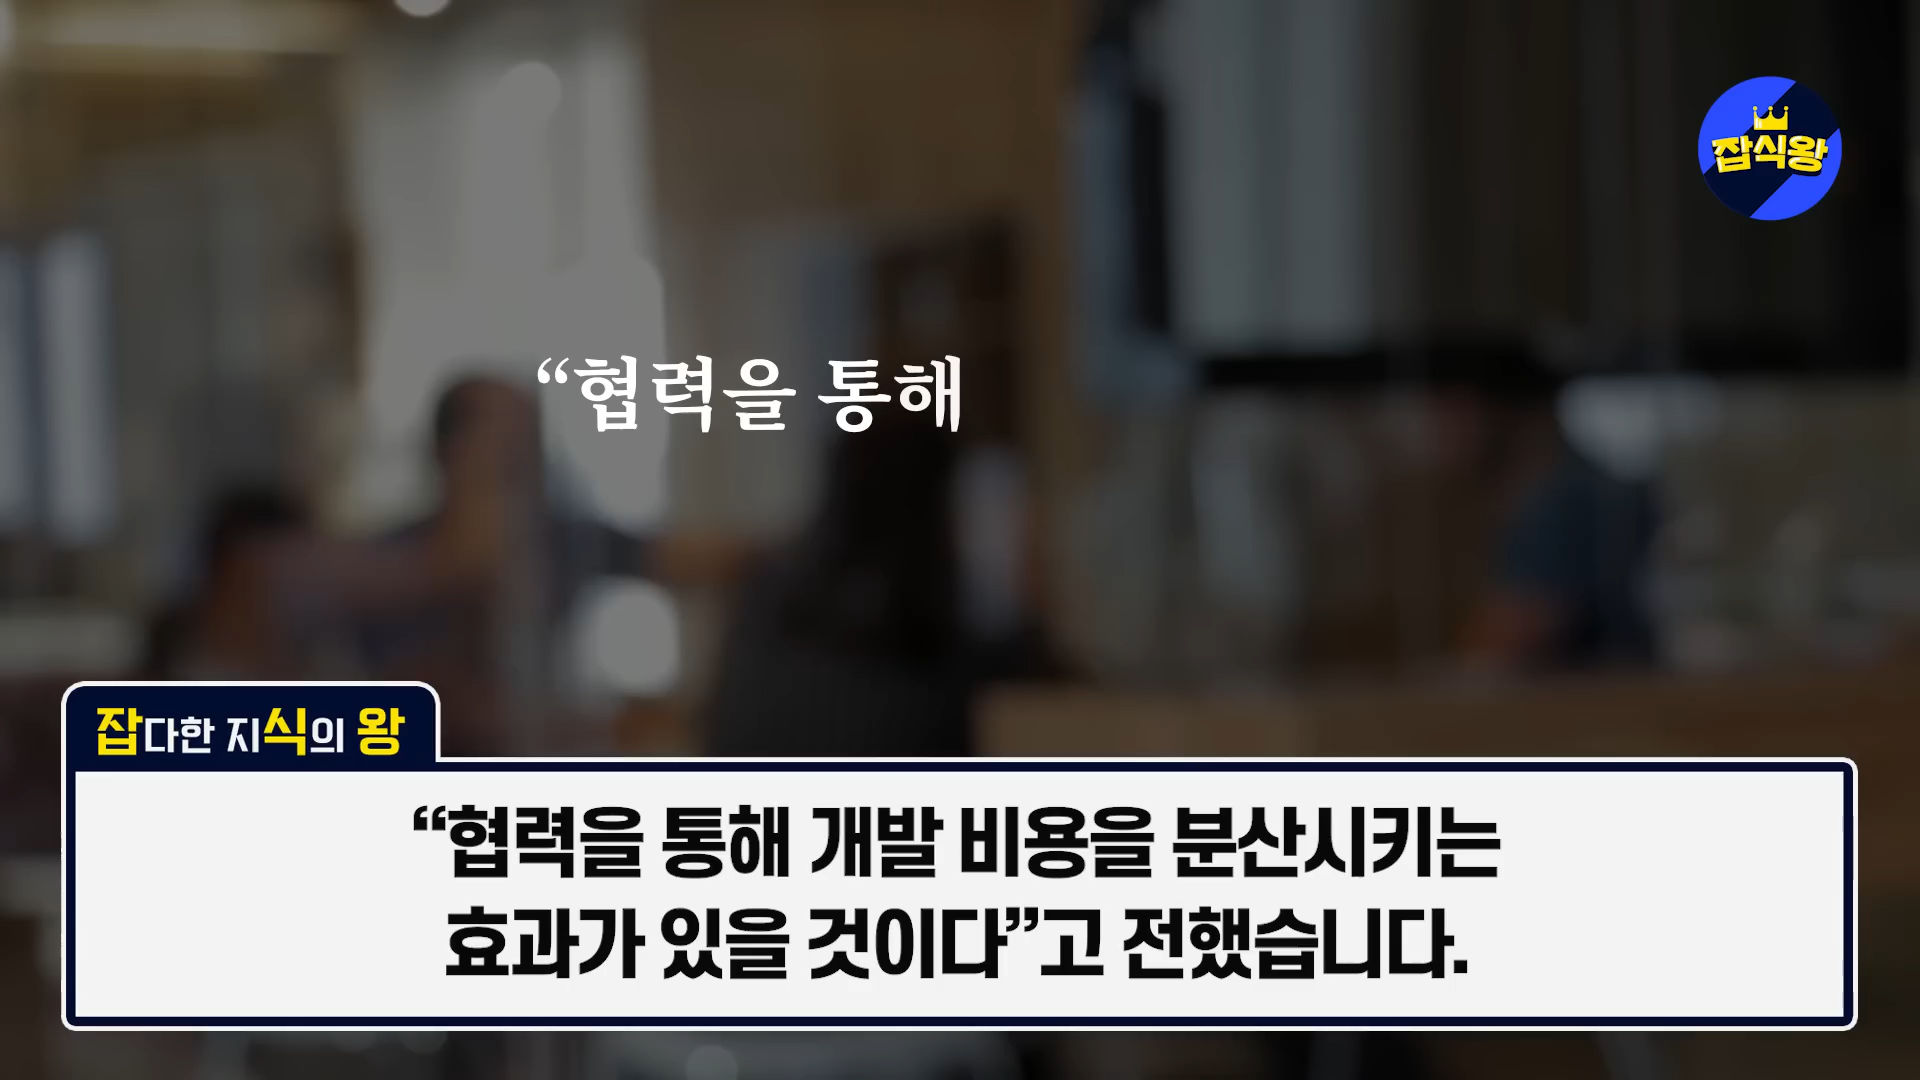 잡식왕
“협력을 통해
잡다한 지식의 왕
“협력을 통해 개발 비용을 분산시키는
효과가 있을 것이다”고 전했습니다.